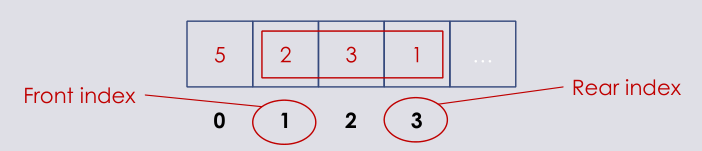 5 2 3 1 ...
Front index
Rear index
0 1 2 3